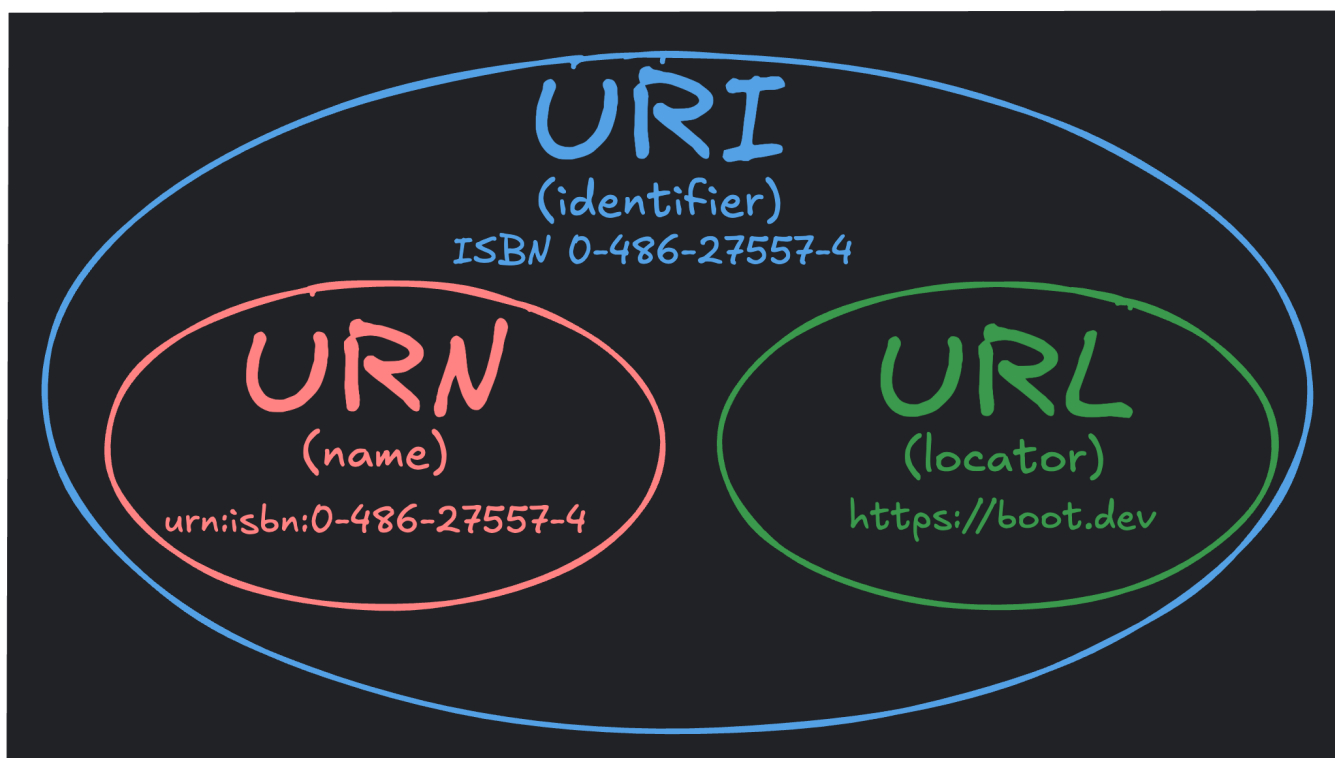 URI
(identifier)
ISBN 0-486-27557-4
URN
(name)
urn:isbn:0-486-27557-4
URL
(locator)
https://boot.dev